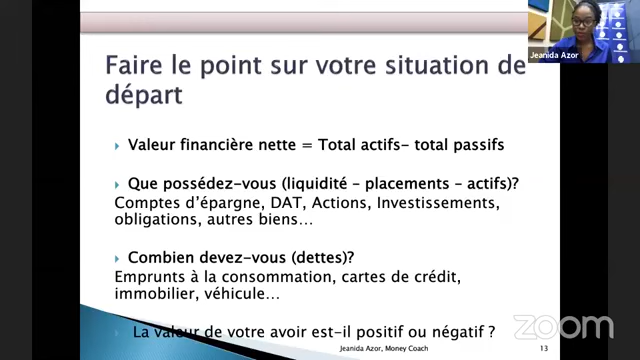 Jeanida Azor
Faire le point sur votre situation de
départ
Valeur financière nette = Total actifs– total passifs
Que possédez-vous (liquidité – placements – actifs)?
Comptes d’épargne, DAT, Actions, Investissements,
obligations, autres biens…
Combien devez-vous (dettes)?
Emprunts à la consommation, cartes de crédit,
immobilier, véhicule…
La valeur de votre avoir est-il positif ou négatif ?
Jeanida Azor, Money Coach
13
zoom